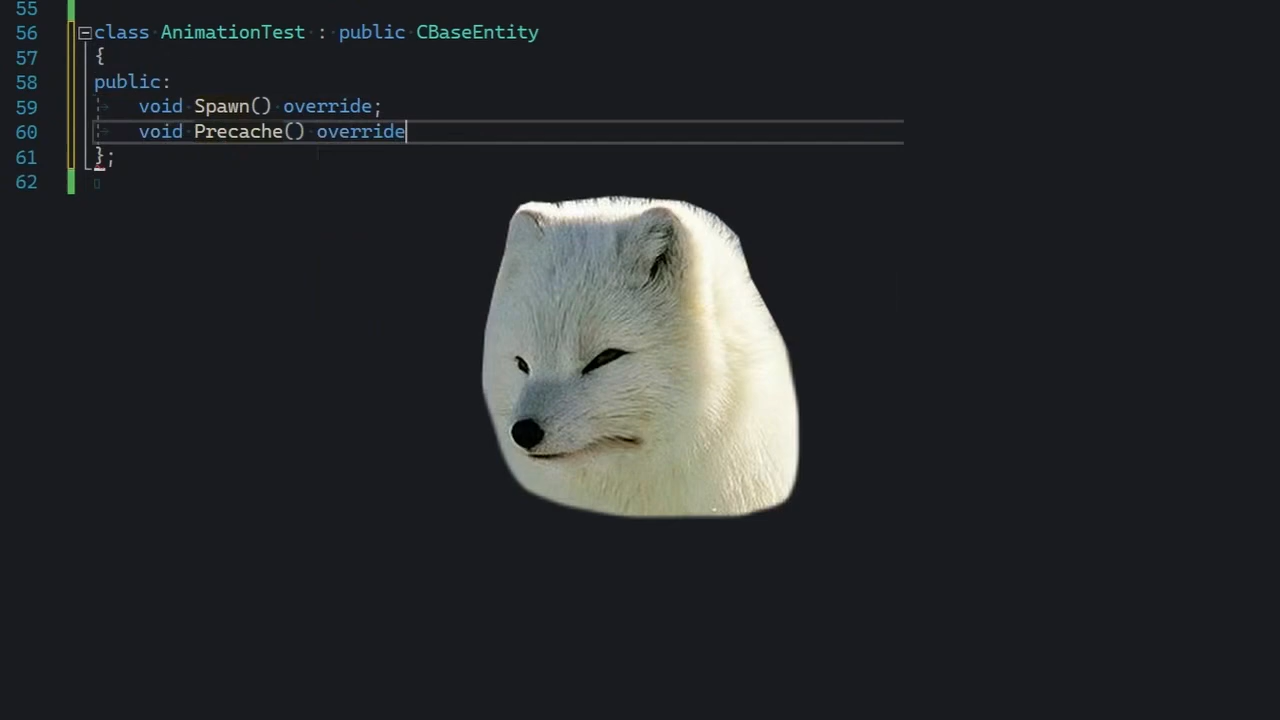 55
56 class AnimationTest : public CBaseEntity
57 {
58 public:
59 void Spawn() override;
60 void Precache() override
61 };
62